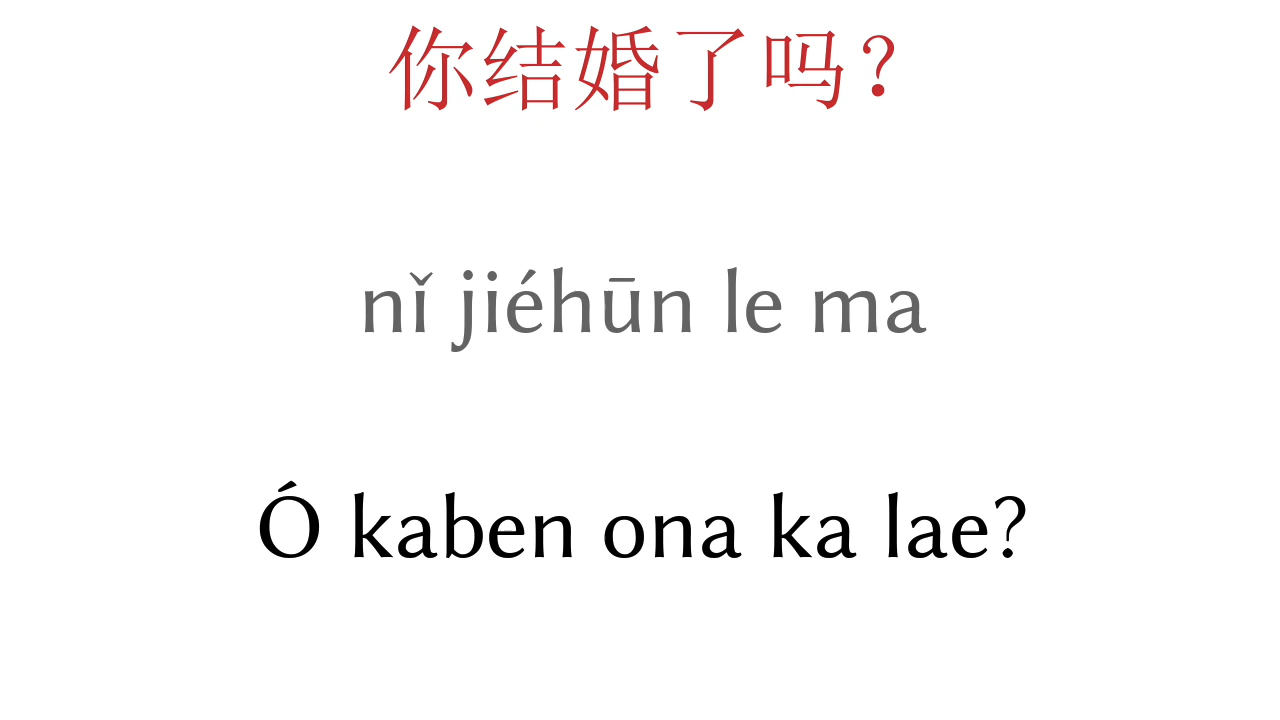 你结婚了吗？
nǐ jiéhūn le ma
Ó kaben ona ka lae?